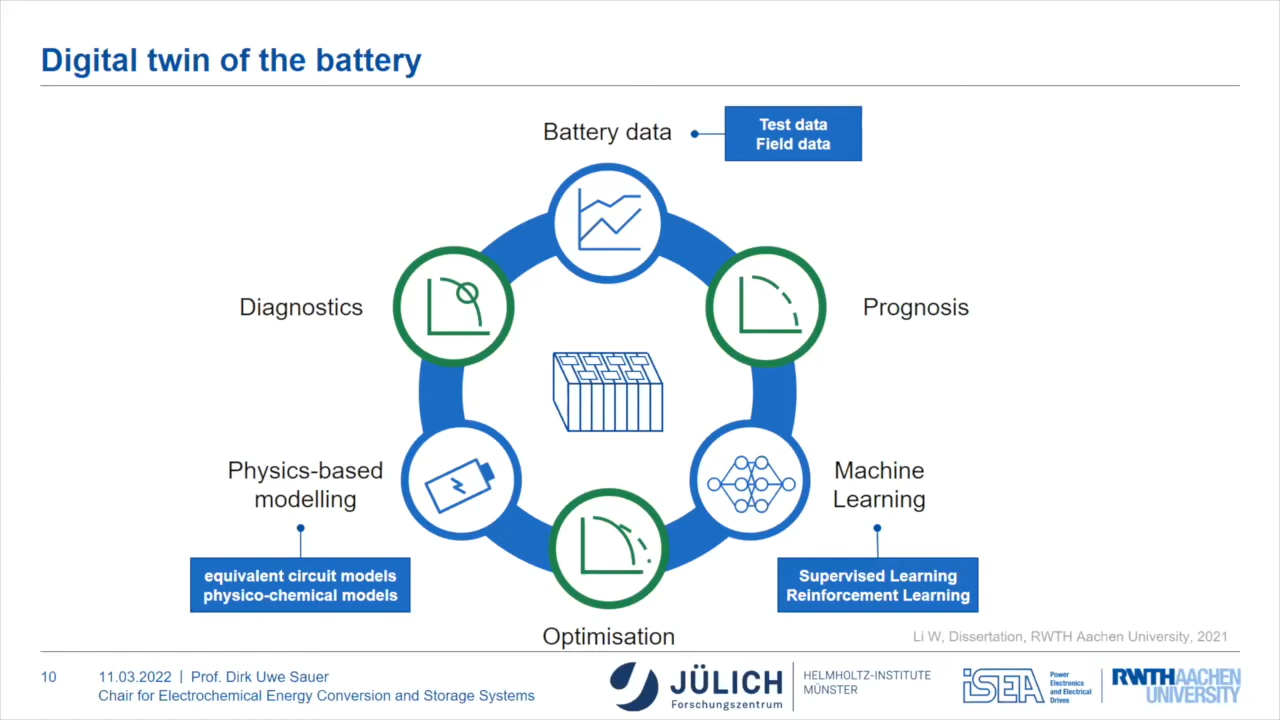 Digital twin of the battery
Battery data
Test data
Field data
Diagnostics
Prognosis
Physics-based
modelling
Machine
Learning
equivalent circuit models
physico-chemical models
Supervised Learning
Reinforcement Learning
Optimisation
Li W, Dissertation, RWTH Aachen University, 2021
10
11.03.2022 | Prof. Dirk Uwe Sauer
Chair for Electrochemical Energy Conversion and Storage Systems
JÜLICH
Forschungszentrum
HELMHOLTZ-INSTITUTE
MÜNSTER
iSEA
Power
Electronics
and Electrical
Drives
RWTHAACHEN
UNIVERSITY